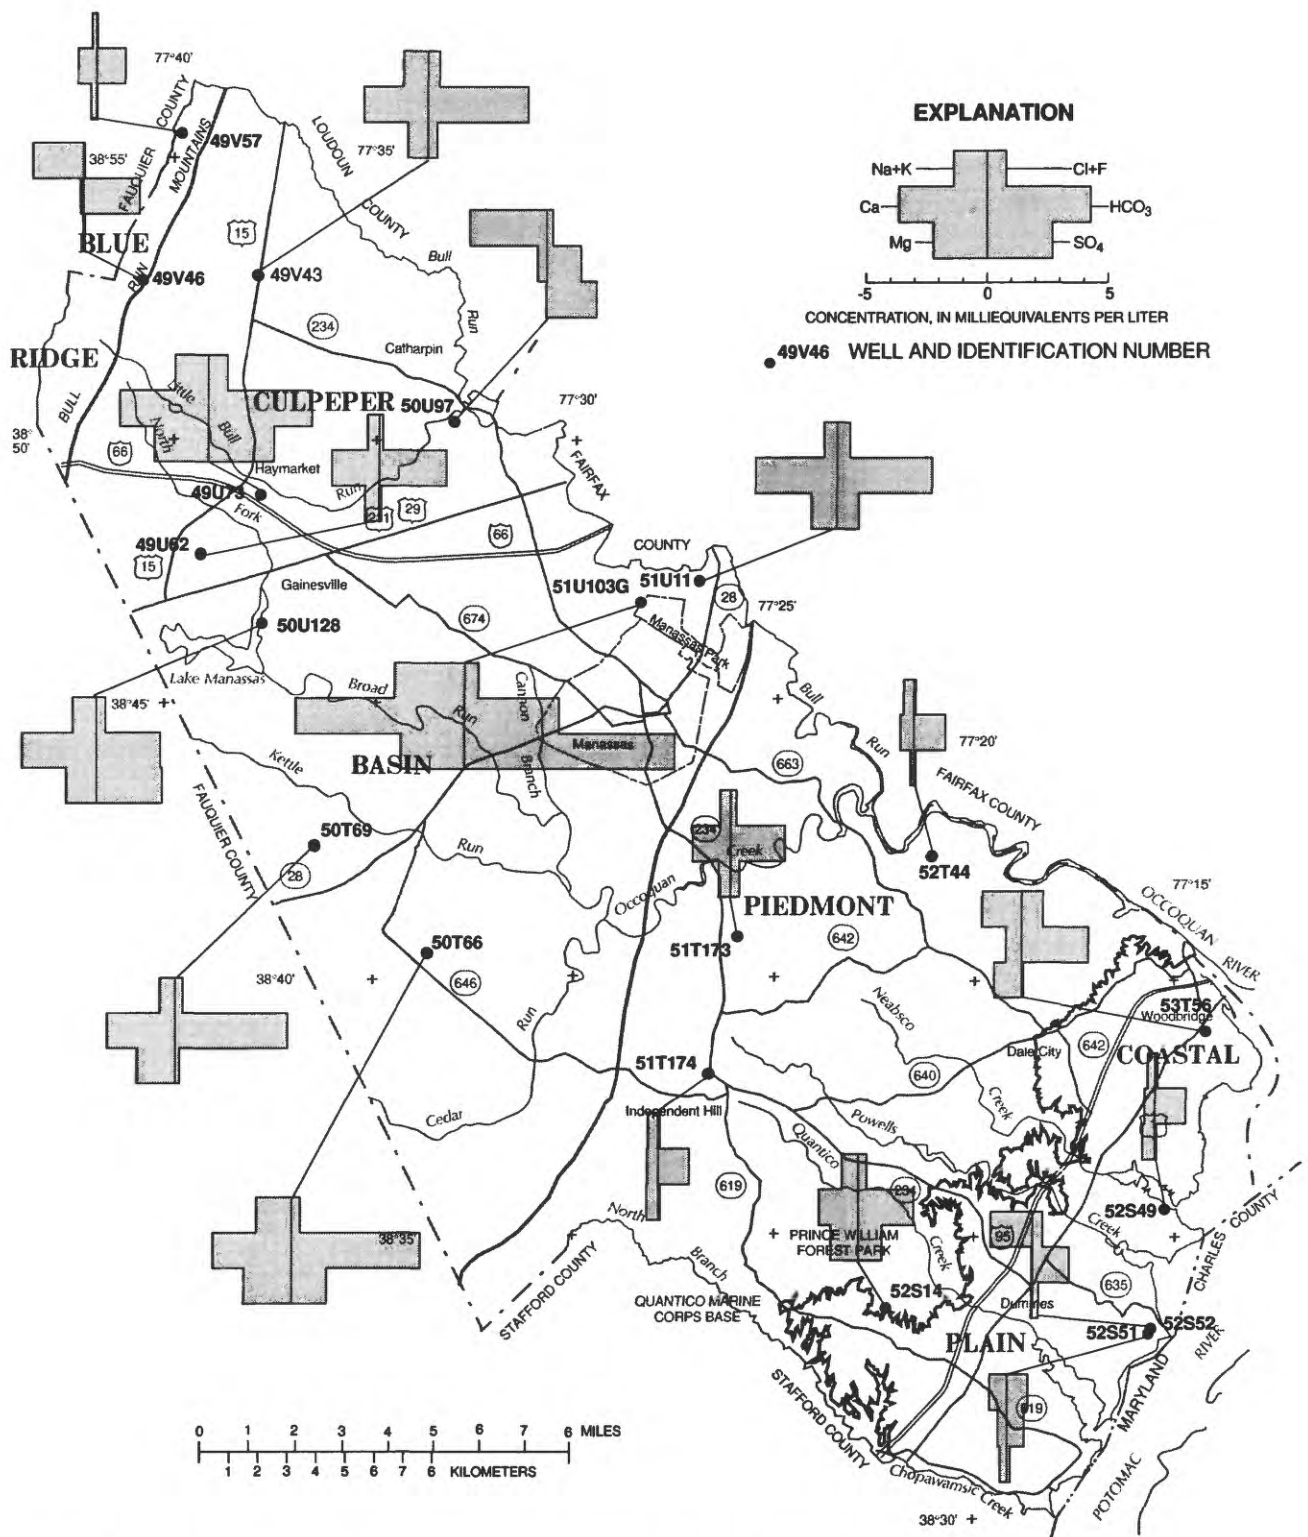 77°40'
COUNTY
49V57
38°55'
FAUQUIER
MOUNTAINS
LOUDOUN
77°35'
COUNTY
EXPLANATION
Na+K
Cl+F
Ca
HCO3
Mg
SO4
-5 0 5
CONCENTRATION, IN MILLIEQUIVALENTS PER LITER
49V46 WELL AND IDENTIFICATION NUMBER
BLUE
15
Bull
49V46
RUN
49V43
234
Run
Catharpin
RIDGE
BULL
Little
CULPEPER
50U97
77°30'
38°
50'
North
Bull
66
Haymarket
FAIRFAX
49U73
Run
Fork
211
29
66
49U62
COUNTY
15
Gainesville
51U103G
51U11
28
77°25'
50U128
674
Manassas Park
Lake Manassas
38°45'
Broad
Cannon
Bull
Run
Run
Kettle
BASIN
Manassas
Branch
663
77°20'
FAIRFAX COUNTY
FAUQUIER COUNTY
50T69
28
Run
234
Creek
52T44
Occoquan
PIEDMONT
77°15'
OCCOQUAN
RIVER
50T66
51T173
642
38°40'
646
Neabsco
53T56
Woodbridge
Run
Dale City
642
COASTAL
51T174
640
Cedar
Independent Hill
Creek
Powells
Quantico
619
234
North
38°35'
PRINCE WILLIAM
FOREST PARK
95
Creek
52S49
Creek
COUNTY
CHARLES
Branch
STAFFORD COUNTY
QUANTICO MARINE
CORPS BASE
52S14
Dumfries
635
52S52
52S51
RIVER
PLAIN
STAFFORD COUNTY
MARYLAND
619
0 1 2 3 4 5 6 7 6 MILES
1 2 3 4 5 6 7 6 KILOMETERS
Chopawamsic Creek
POTOMAC
38°30'